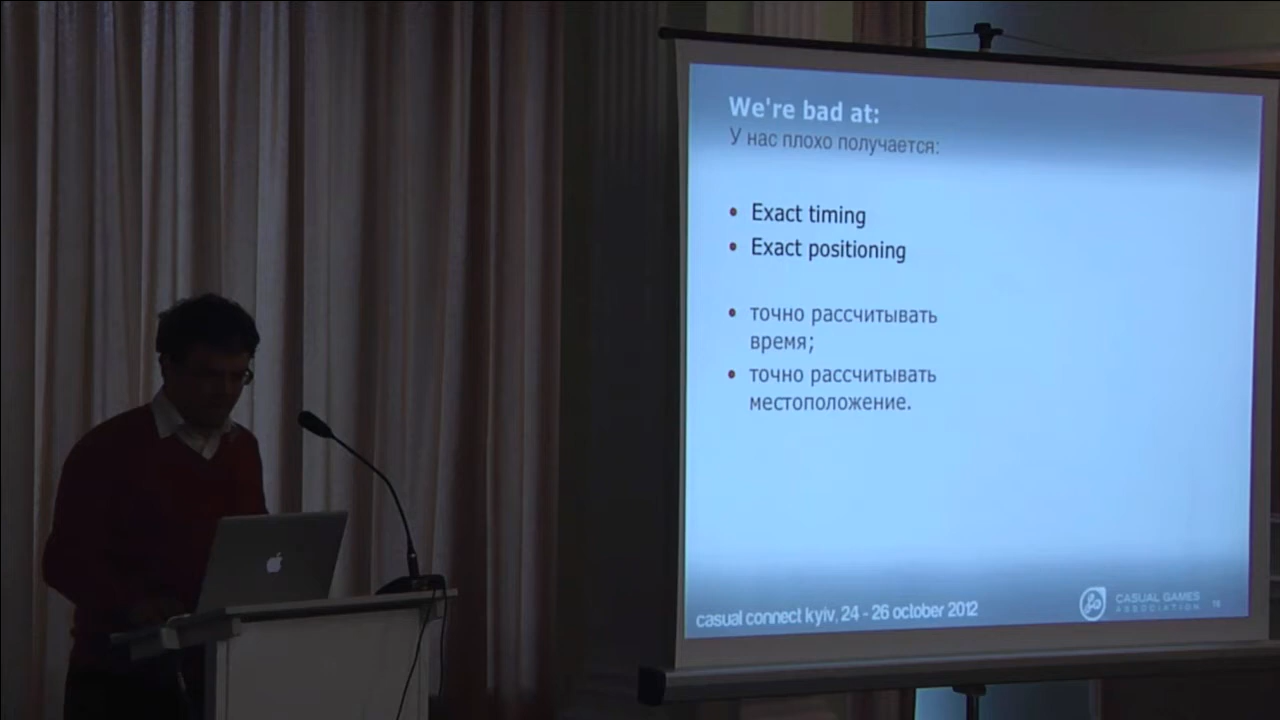 We're bad at:
У нас плохо получается:
• Exact timing
• Exact positioning
• точно рассчитывать
время;
• точно рассчитывать
местоположение.
casual connect kyiv, 24 - 26 october 2012
CASUAL GAMES
ASSOCIATION